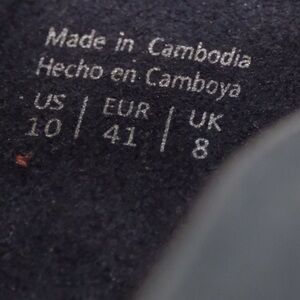 Made in Cambodia
Hecho en Camboya
US | EUR | UK
10 | 41 | 8